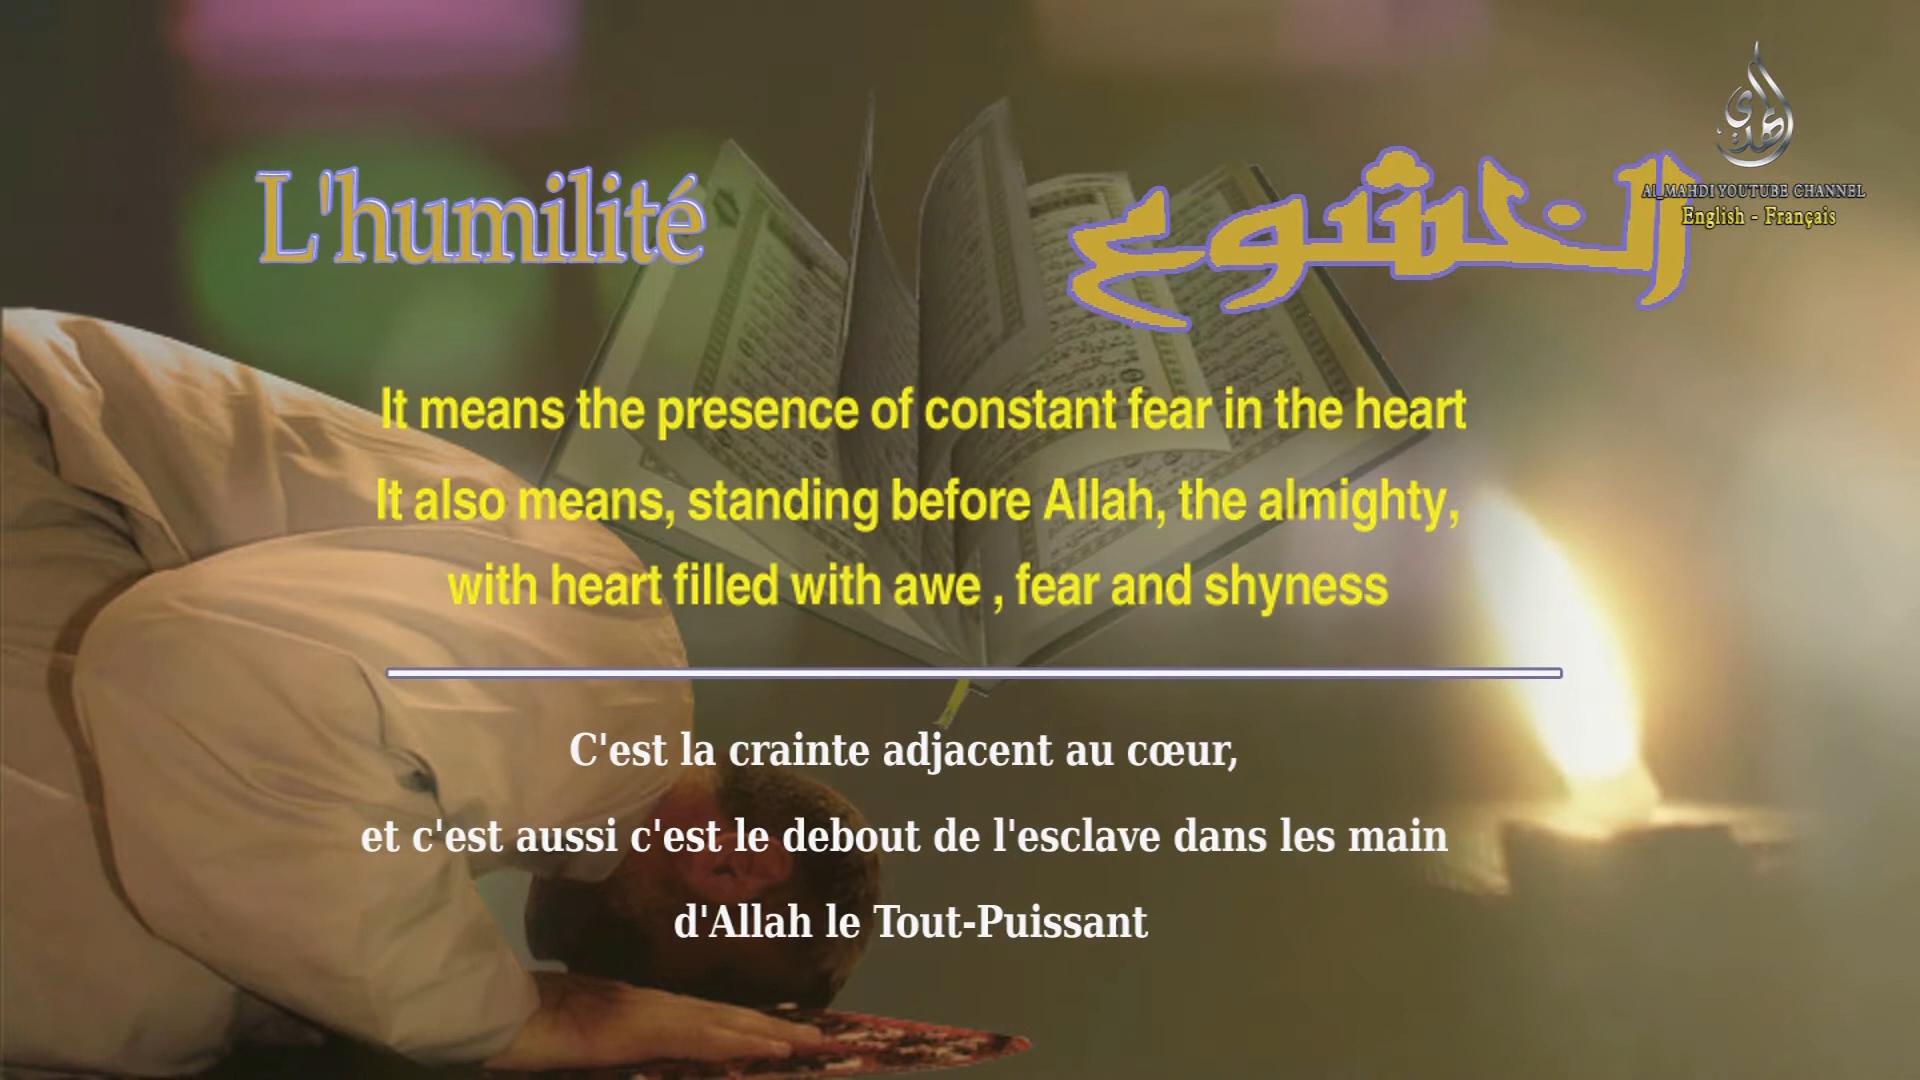 L'humilité
الخشوع
المهدي
Al_MAHDI YOUTUBE CHANNEL
English - Français
It means the presence of constant fear in the heart
It also means, standing before Allah, the almighty,
with heart filled with awe , fear and shyness
C'est la crainte adjacent au cœur,
et c'est aussi c'est le debout de l'esclave dans les main
d'Allah le Tout-Puissant